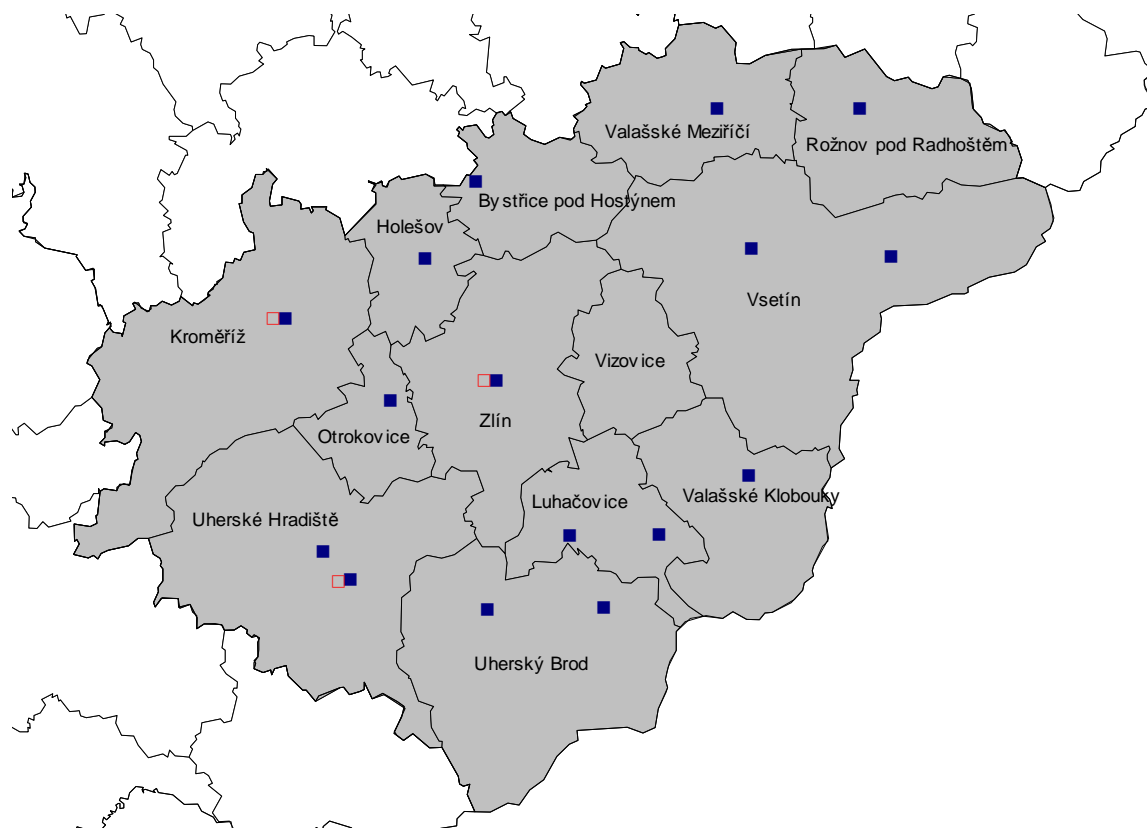 Valašské Meziříčí
Rožnov pod Radhoštěm
Bystřice pod Hostýnem
Holešov
Vsetín
Kroměříž
Vizovice
Zlín
Otrokovice
Valašské Klobouky
Luhačovice
Uherské Hradiště
Uherský Brod